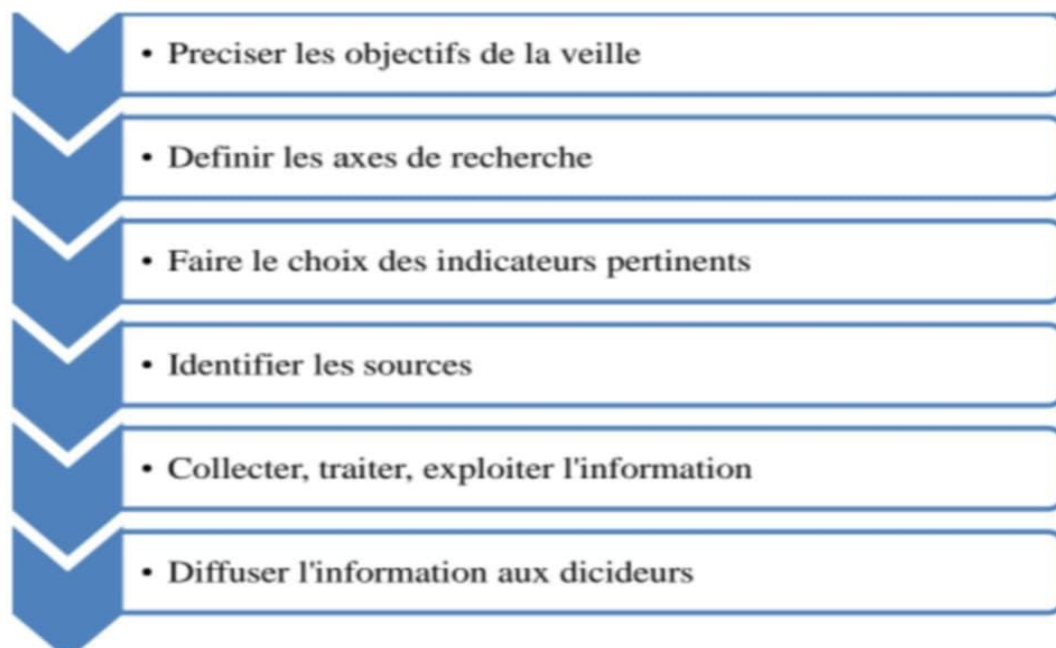 • Preciser les objectifs de la veille
• Definir les axes de recherche
• Faire le choix des indicateurs pertinents
• Identifier les sources
• Collecter, traiter, exploiter l'information
• Diffuser l'information aux dicideurs